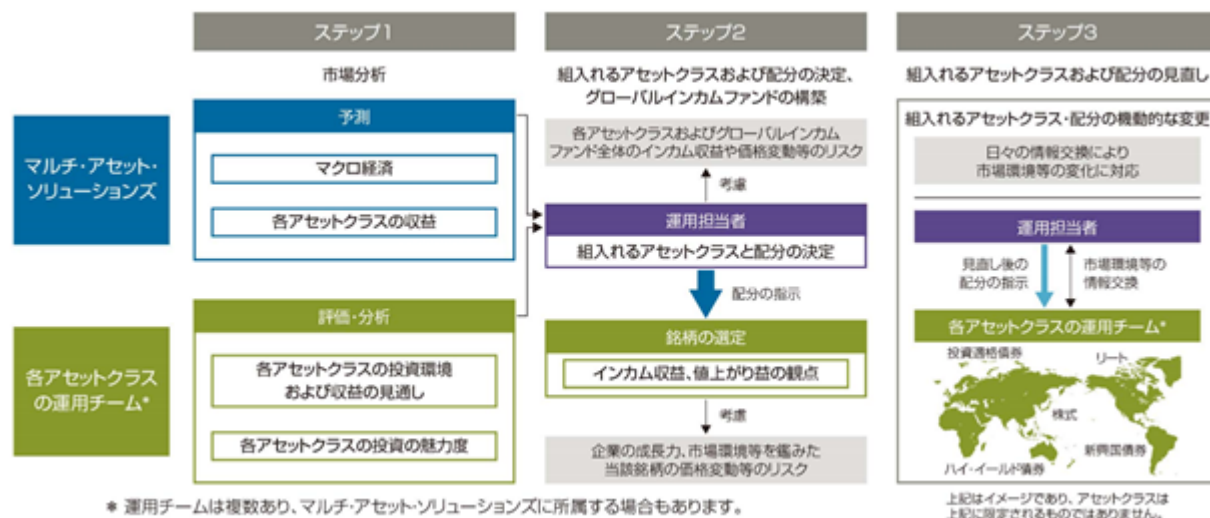 ステップ1
市場分析
マルチ・アセット・
ソリューションズ
予測
マクロ経済
各アセットクラスの収益
各アセットクラス
の運用チーム*
評価・分析
各アセットクラスの投資環境
および収益の見通し
各アセットクラスの投資の魅力度
ステップ2
組入れるアセットクラスおよび配分の決定、
グローバルインカムファンドの構築
各アセットクラスおよびグローバルインカム
ファンド全体のインカム収益や価格変動等のリスク
考慮
運用担当者
組入れるアセットクラスと配分の決定
配分の指示
銘柄の選定
インカム収益、値上がり益の観点
考慮
企業の成長力、市場環境等を鑑みた
当該銘柄の価格変動等のリスク
ステップ3
組入れるアセットクラスおよび配分の見直し
組入れるアセットクラス・配分の機動的な変更
日々の情報交換により
市場環境等の変化に対応
運用担当者
見直し後の
配分の指示
市場環境等の
情報交換
各アセットクラスの運用チーム*
投資適格債券
リート
株式
新興国債券
ハイ・イールド債券
上記はイメージであり、アセットクラスは
上記に限定されるものではありません。
* 運用チームは複数あり、マルチ・アセット・ソリューションズに所属する場合もあります。